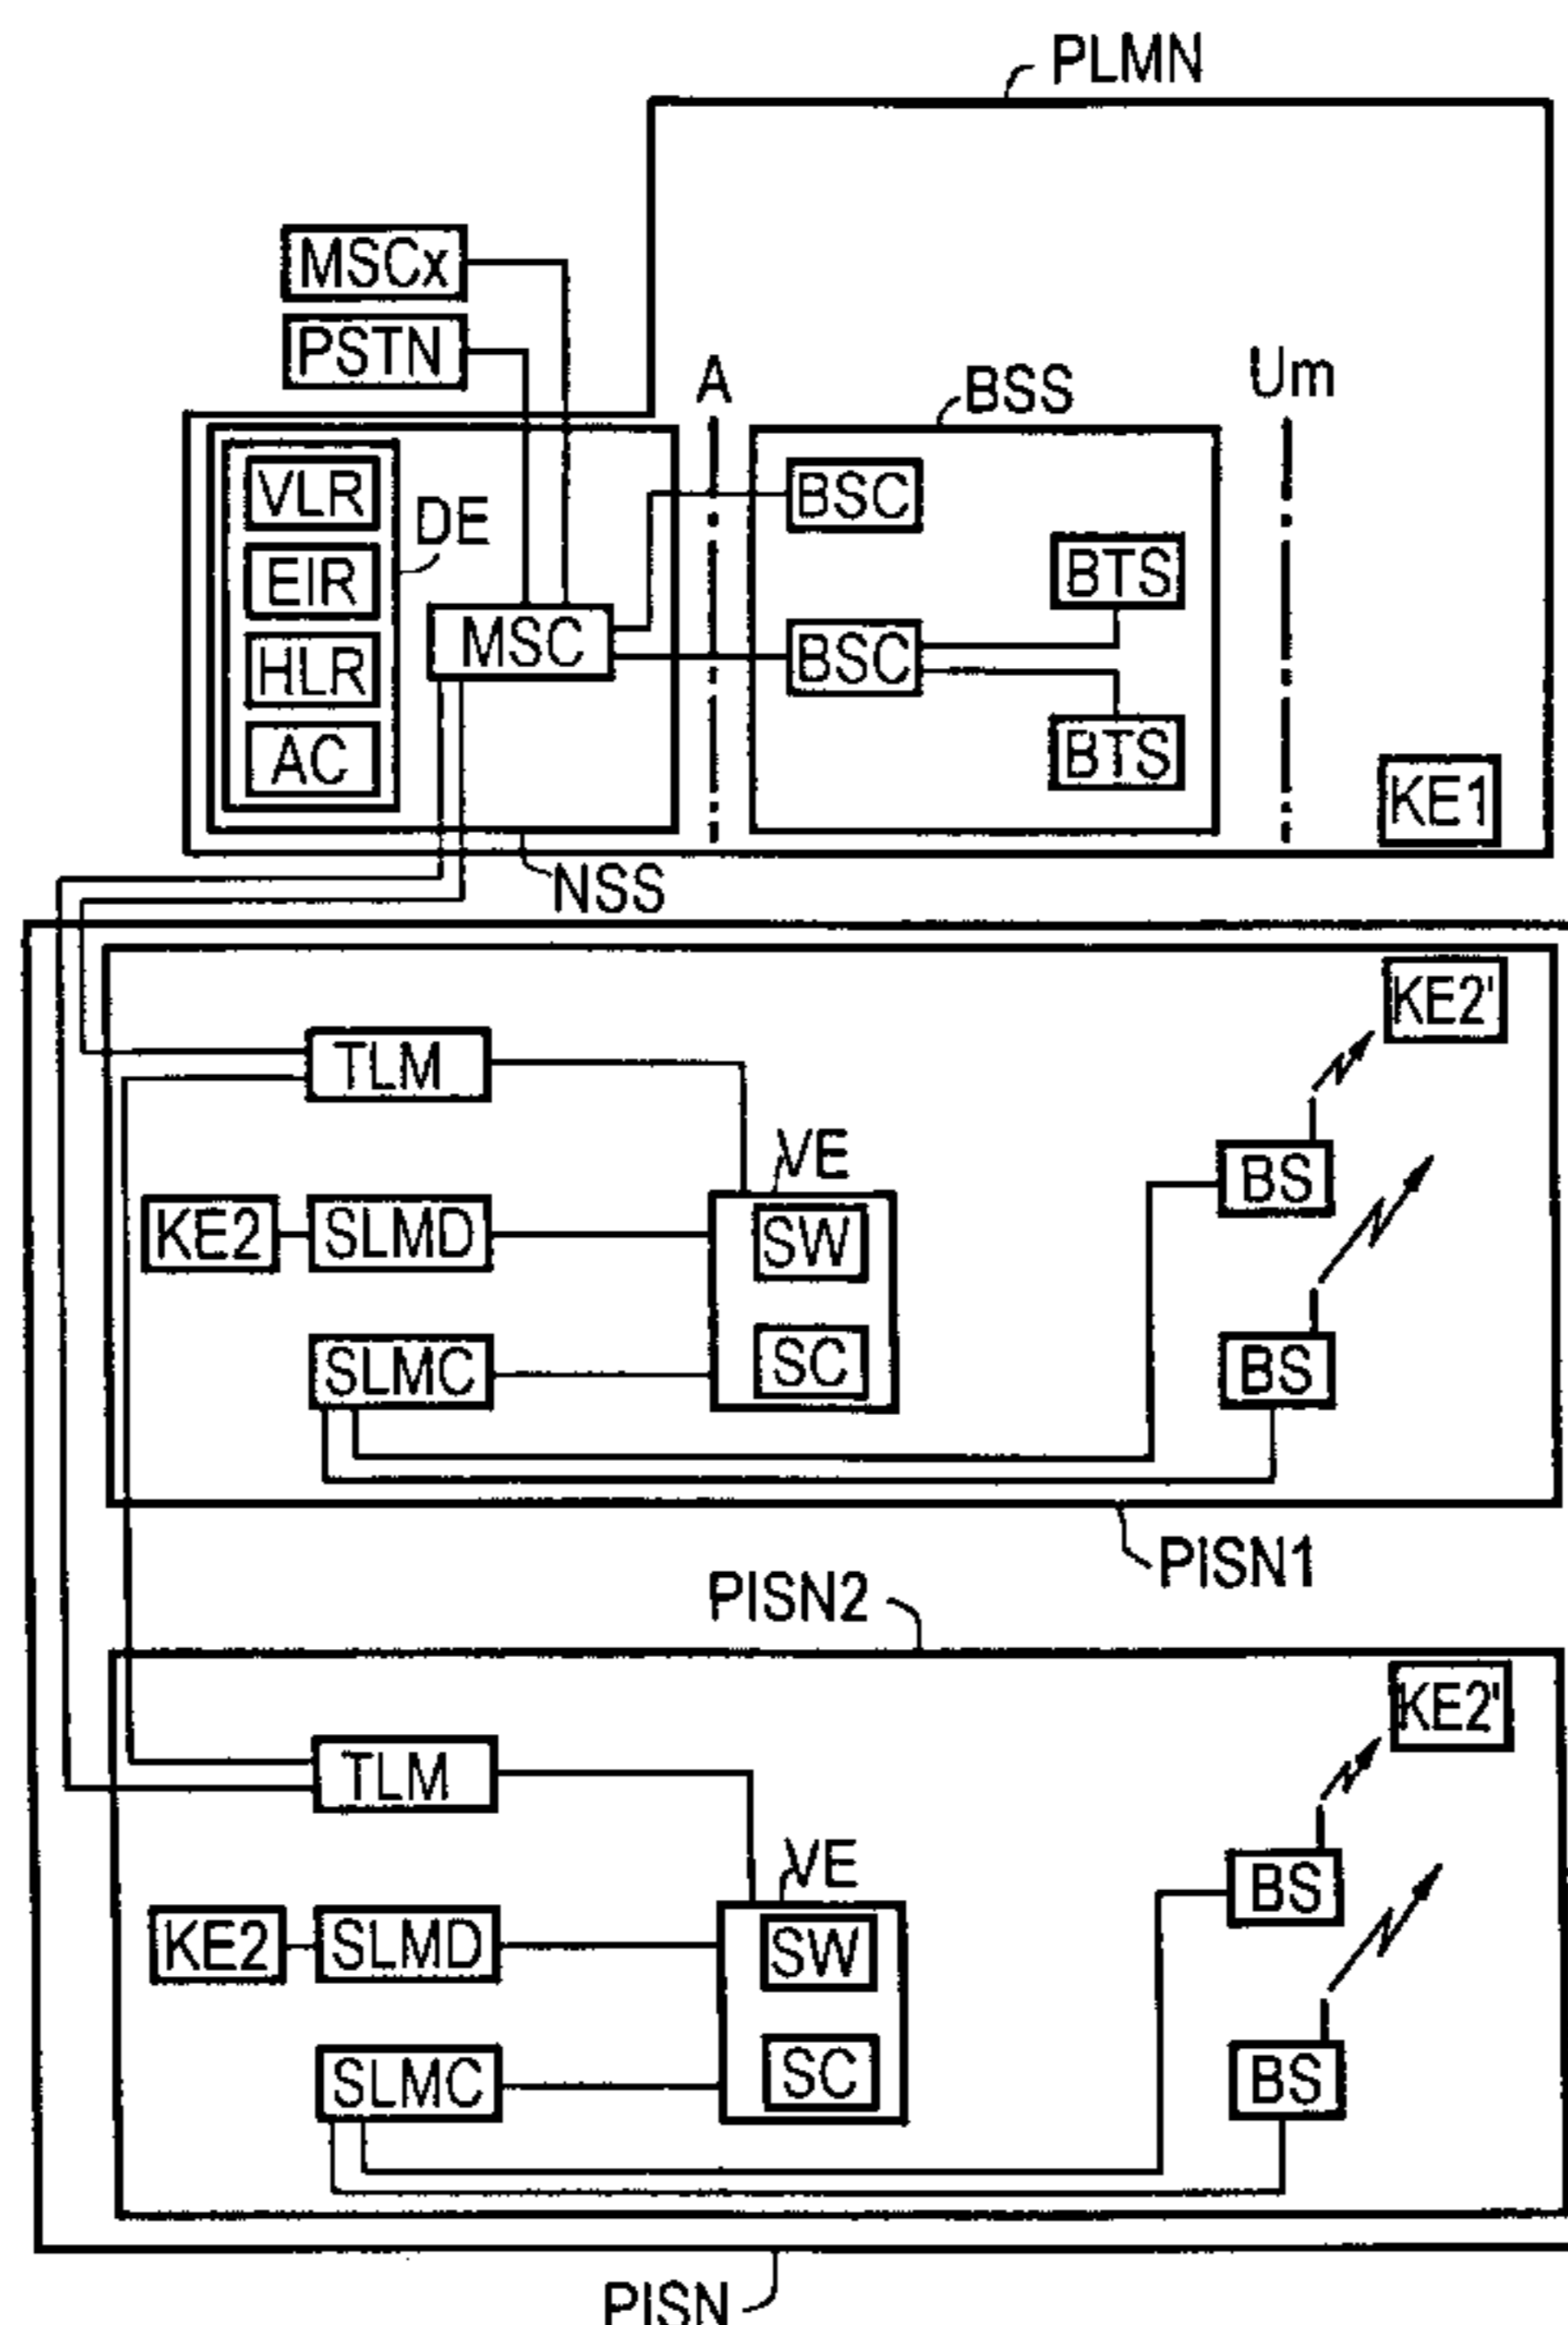 PLMN
MSCx
PSTN
A
BSS
Um
VLR
DE
BSC
EIR
BTS
MSC
BSC
HLR
BTS
AC
KE1
NSS
KE2'
TLM
VE
BS
KE2
SLMD
SW
SLMC
SC
BS
PISN1
PISN2
KE2'
TLM
VE
BS
KE2
SLMD
SW
SLMC
SC
BS
PISN